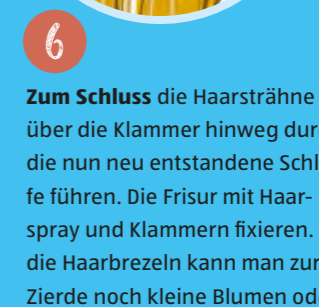 6
Zum Schluss die Haarsträhne
über die Klammer hinweg dur
die nun neu entstandene Schl
fe führen. Die Frisur mit Haar-
spray und Klammern fixieren.
die Haarbrezeln kann man zur
Zierde noch kleine Blumen od